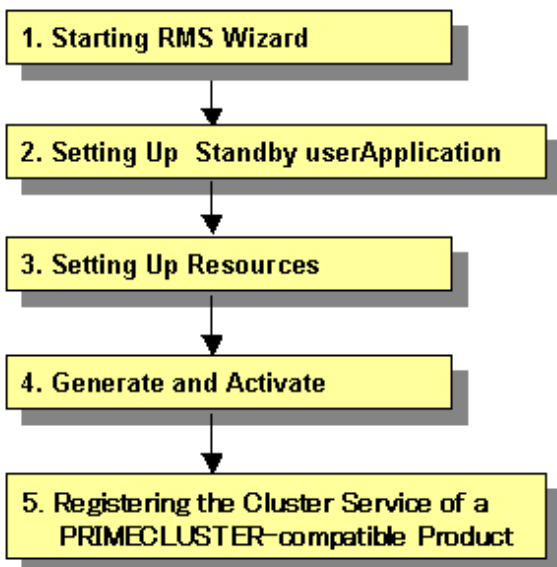 1. Starting RMS Wizard
2. Setting Up Standby userApplication
3. Setting Up Resources
4. Generate and Activate
5. Registering the Cluster Service of a
PRIMECLUSTER-compatible Product